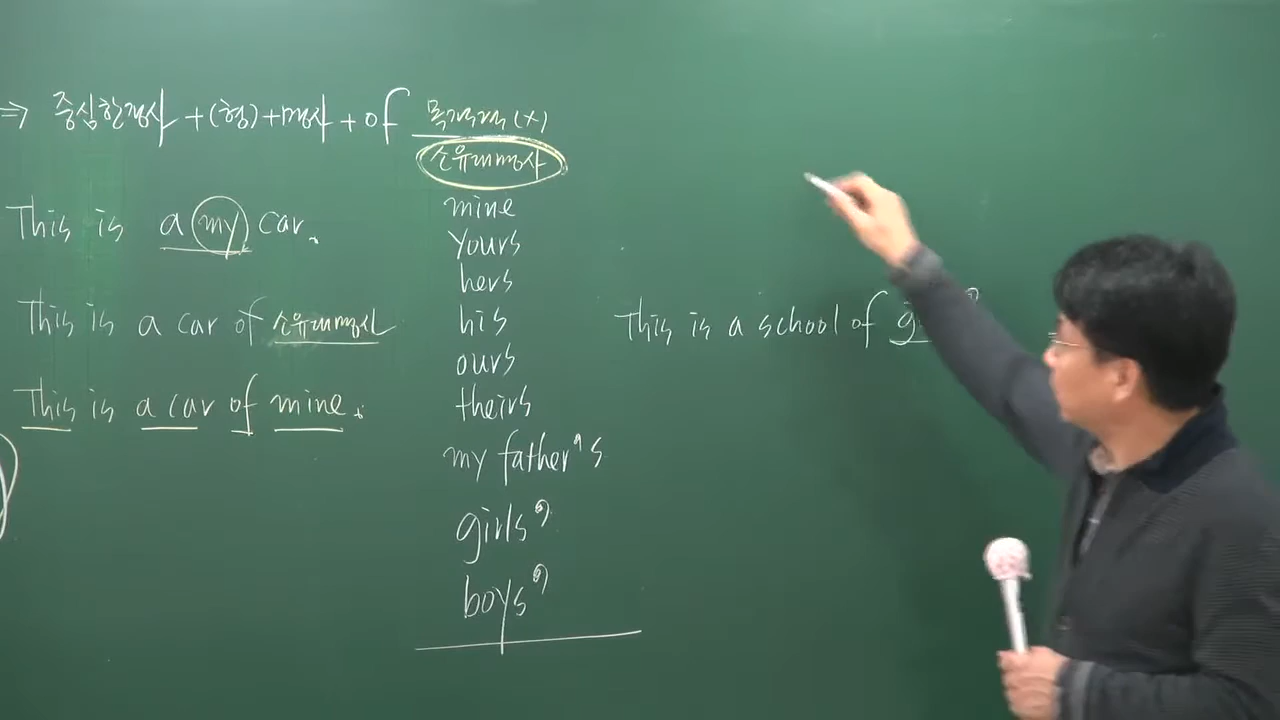 ⇒ 중심한정사 + (형) + 명사 + of 목적격 (x)
소유대명사
This is a my car.
This is a car of 소유대명사
This is a car of mine.
mine
yours
hers
his
ours
theirs
my father's
girls'
boys'
This is a school of